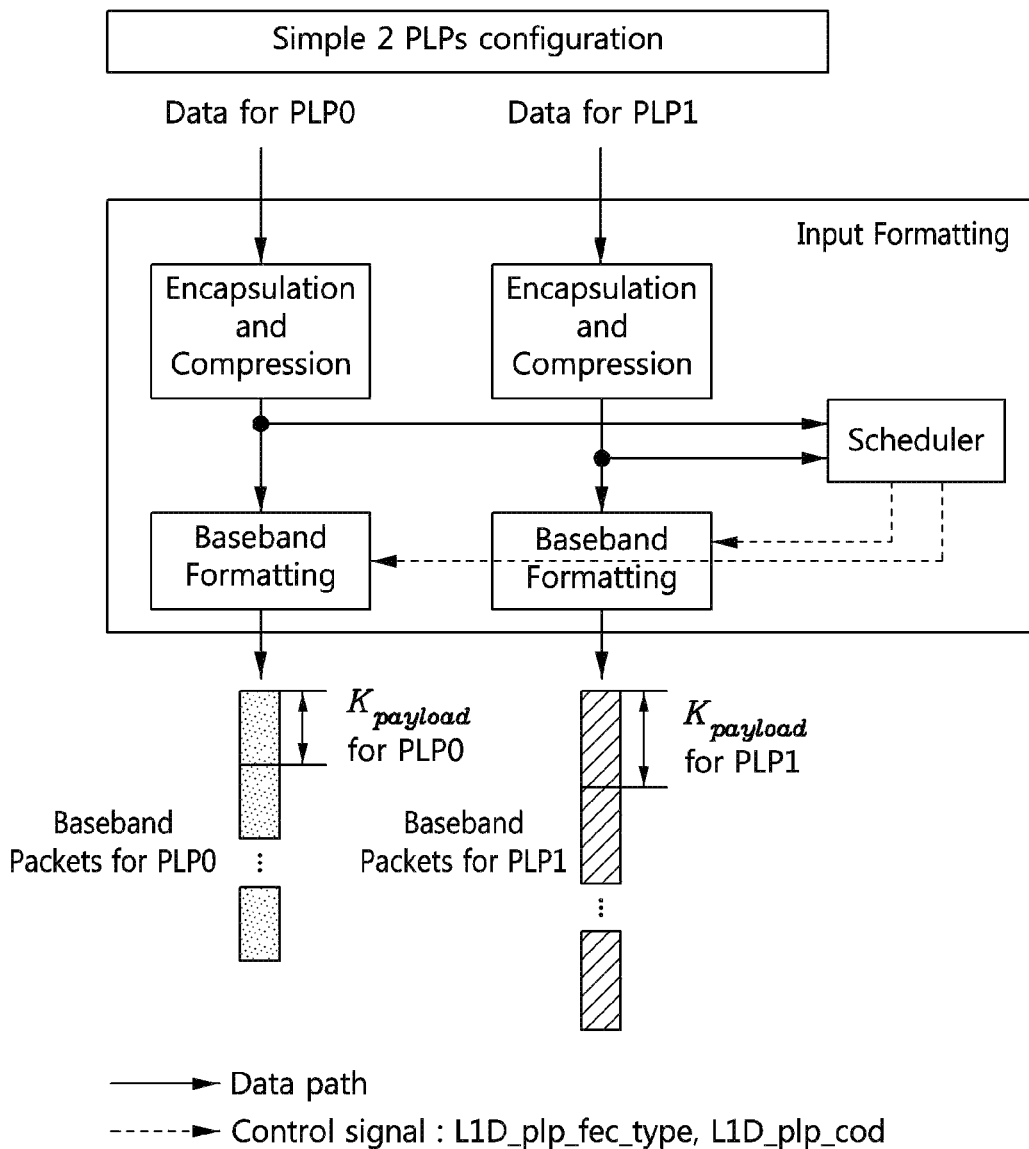 Simple 2 PLPs configuration
Data for PLP0
Data for PLP1
Input Formatting
Encapsulation
and
Compression
Encapsulation
and
Compression
Scheduler
Baseband
Formatting
Baseband
Formatting
K payload
for PLP0
K payload
for PLP1
Baseband
Packets for PLP0
...
Baseband
Packets for PLP1
...
Data path
Control signal : L1D_plp_fec_type, L1D_plp_cod